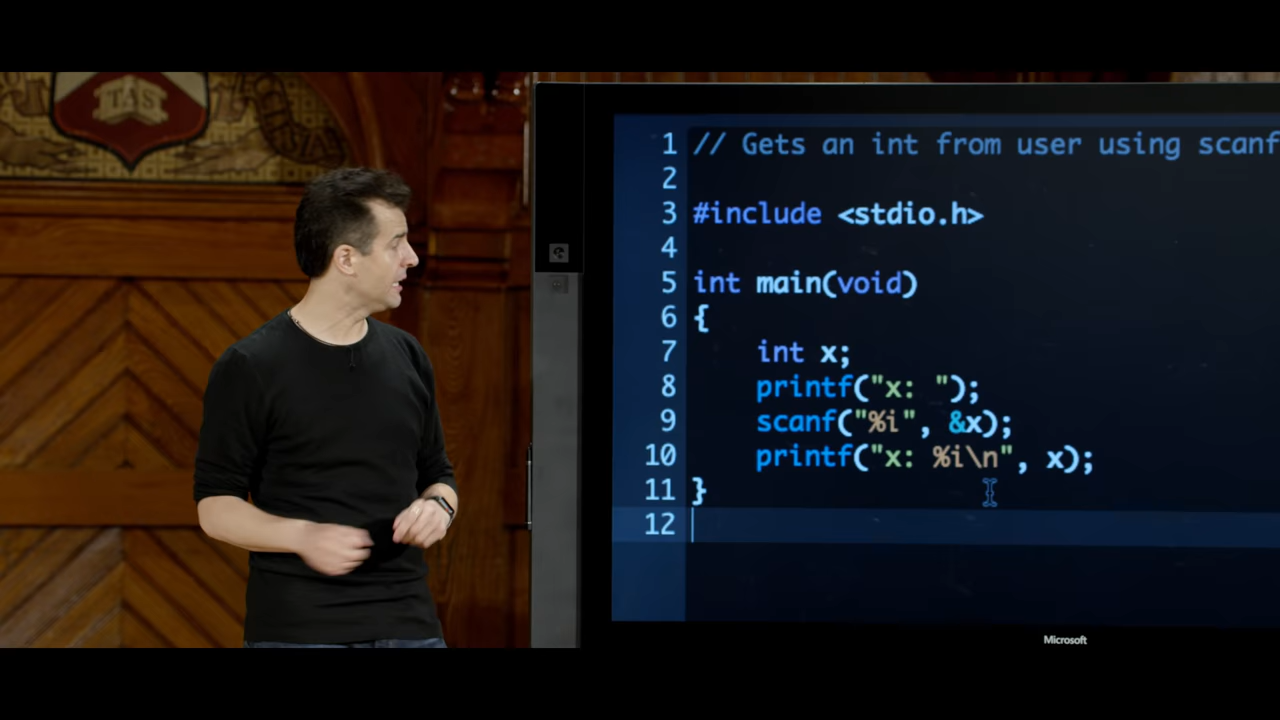 TAS
1 // Gets an int from user using scanf
2
3 #include <stdio.h>
4
5 int main(void)
6 {
7     int x;
8     printf("x: ");
9     scanf("%i", &x);
10     printf("x: %i\n", x);
11 }
12
Microsoft